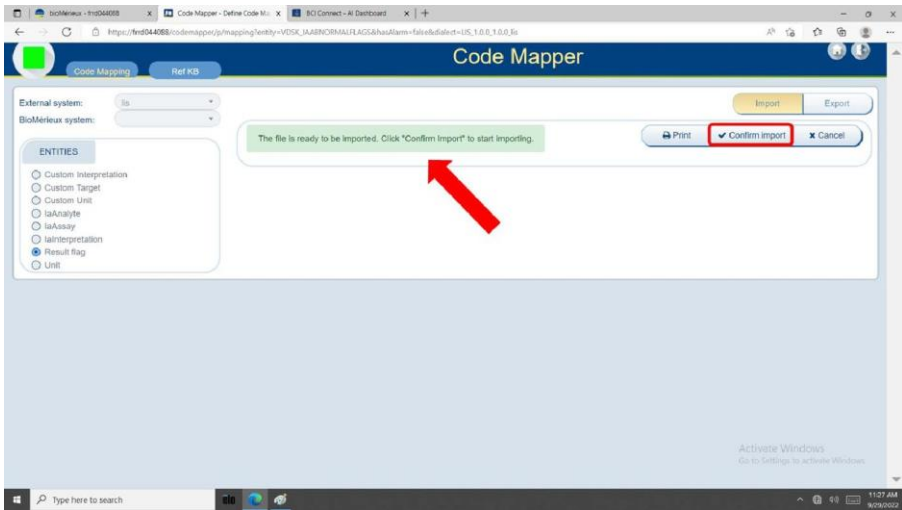 bioMérieux - frnd044088
Code Mapper - Define Code Ma
BCI Connect - AI Dashboard
https://frnd044088/codemapper/p/mapping?entity=VDSK_IAABNORMALFLAGS&hasAlarm=false&dialect=LIS_1.0.0_1.0.0_lis
Code Mapper
Code Mapping
Ref KB
External system:
lis
Import
Export
BioMérieux system:
The file is ready to be imported. Click "Confirm Import" to start importing.
Print
Confirm import
Cancel
ENTITIES
Custom Interpretation
Custom Target
Custom Unit
IaAnalyte
IaAssay
IaInterpretation
Result flag
Unit
Activate Windows
Go to Settings to activate Windows.
Type here to search
11:27 AM
9/29/2022